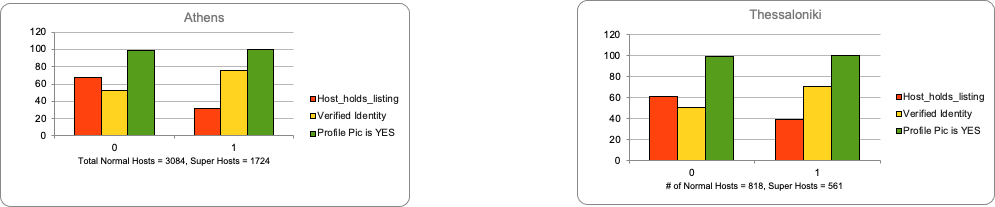 Athens
120
100
80
60
40
20
0
0 1
Total Normal Hosts = 3084, Super Hosts = 1724
Host_holds_listing
Verified Identity
Profile Pic is YES
Thessaloniki
120
100
80
60
40
20
0
0 1
# of Normal Hosts = 818, Super Hosts = 561
Host_holds_listing
Verified Identity
Profile Pic is YES